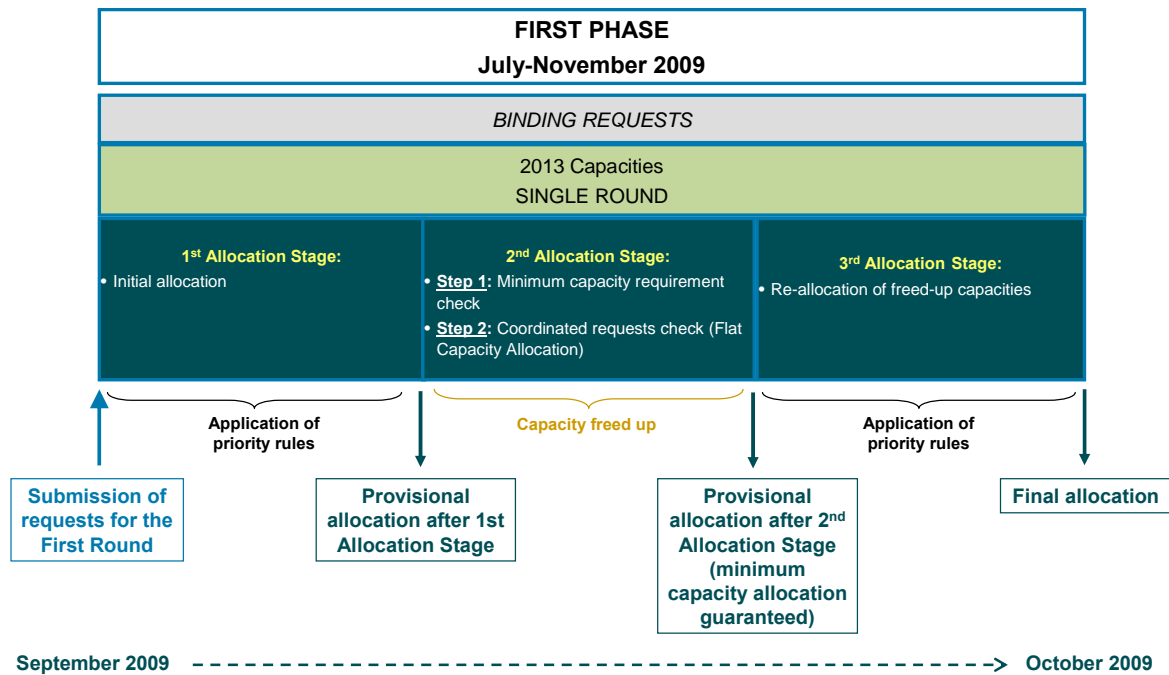 FIRST PHASE
July-November 2009
BINDING REQUESTS
2013 Capacities
SINGLE ROUND
1st Allocation Stage:
• Initial allocation
2nd Allocation Stage:
• Step 1: Minimum capacity requirement
check
• Step 2: Coordinated requests check (Flat
Capacity Allocation)
3rd Allocation Stage:
• Re-allocation of freed-up capacities
Application of
priority rules
Capacity freed up
Application of
priority rules
Submission of
requests for the
First Round
Provisional
allocation after 1st
Allocation Stage
Provisional
allocation after 2nd
Allocation Stage
(minimum
capacity allocation
guaranteed)
Final allocation
September 2009
October 2009